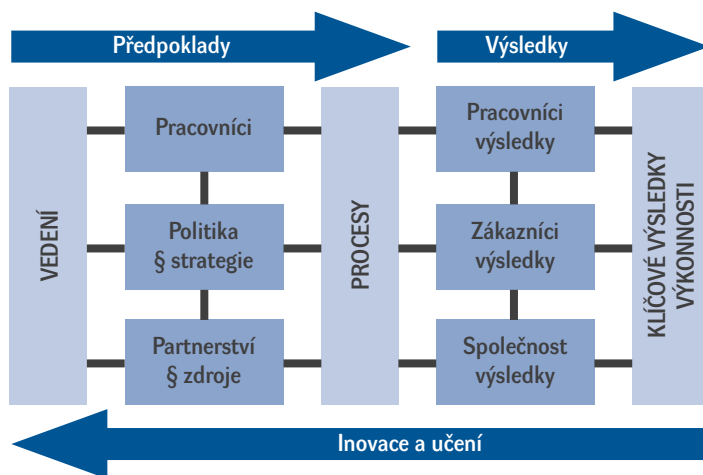 Předpoklady
Výsledky
VEDENÍ
Pracovníci
Politika
§ strategie
Partnerství
§ zdroje
PROCESY
Pracovníci
výsledky
Zákazníci
výsledky
Společnost
výsledky
KLÍČOVÉ VÝSLEDKY
VÝKONNOSTI
Inovace a učení